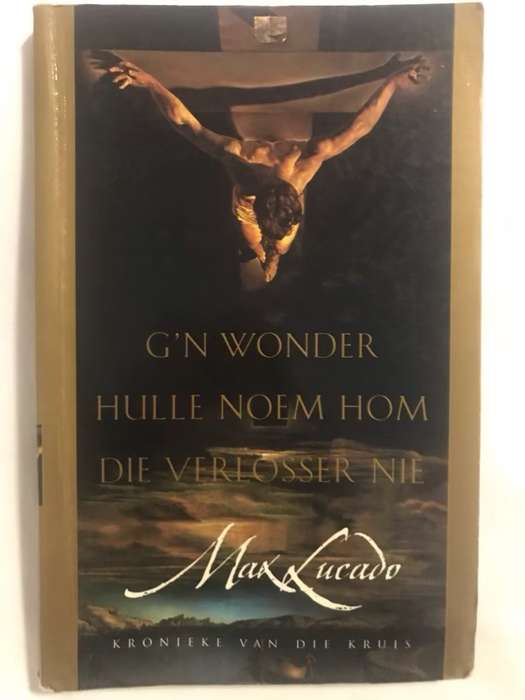 G'N WONDER
HULLE NOEM HOM
DIE VERLOSSER NIE
Max Lucado
KRONIEKE VAN DIE KRUIS